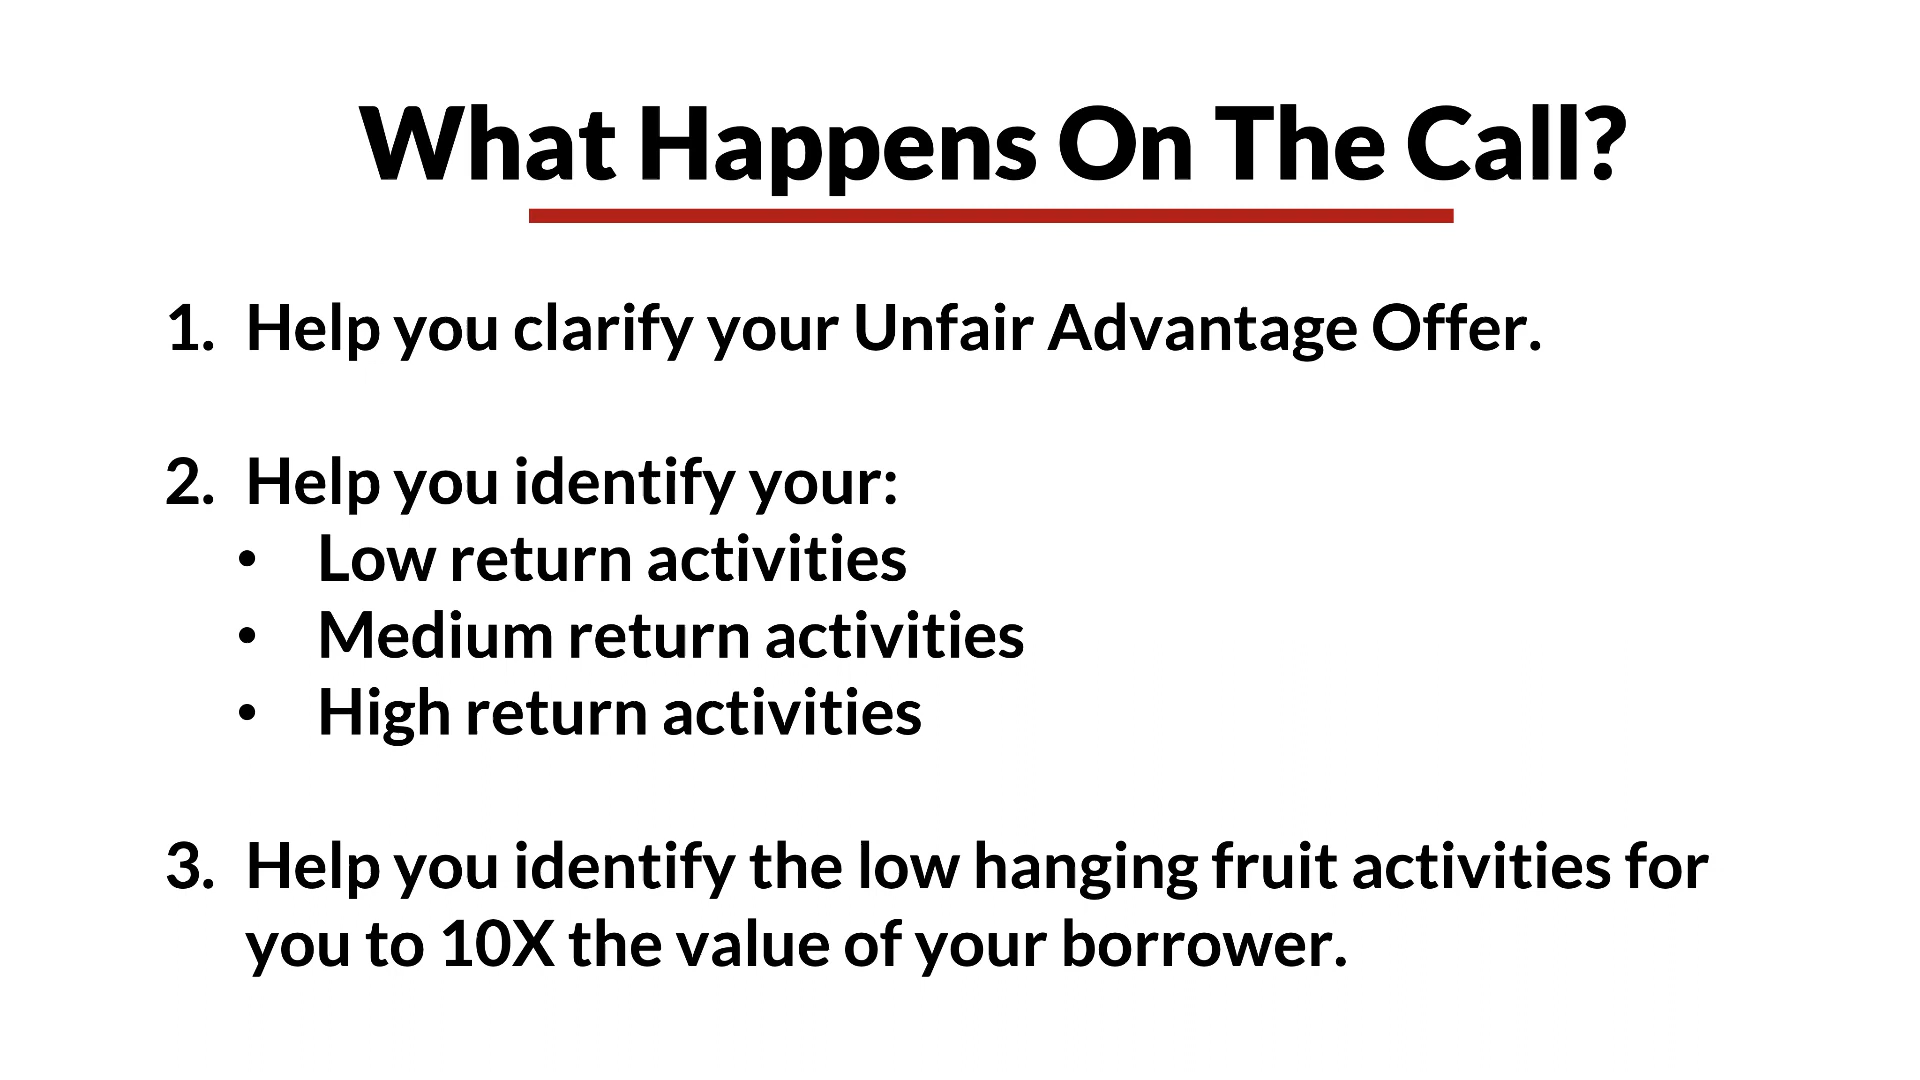 What Happens On The Call?
1. Help you clarify your Unfair Advantage Offer.
2. Help you identify your:
• Low return activities
• Medium return activities
• High return activities
3. Help you identify the low hanging fruit activities for
you to 10X the value of your borrower.